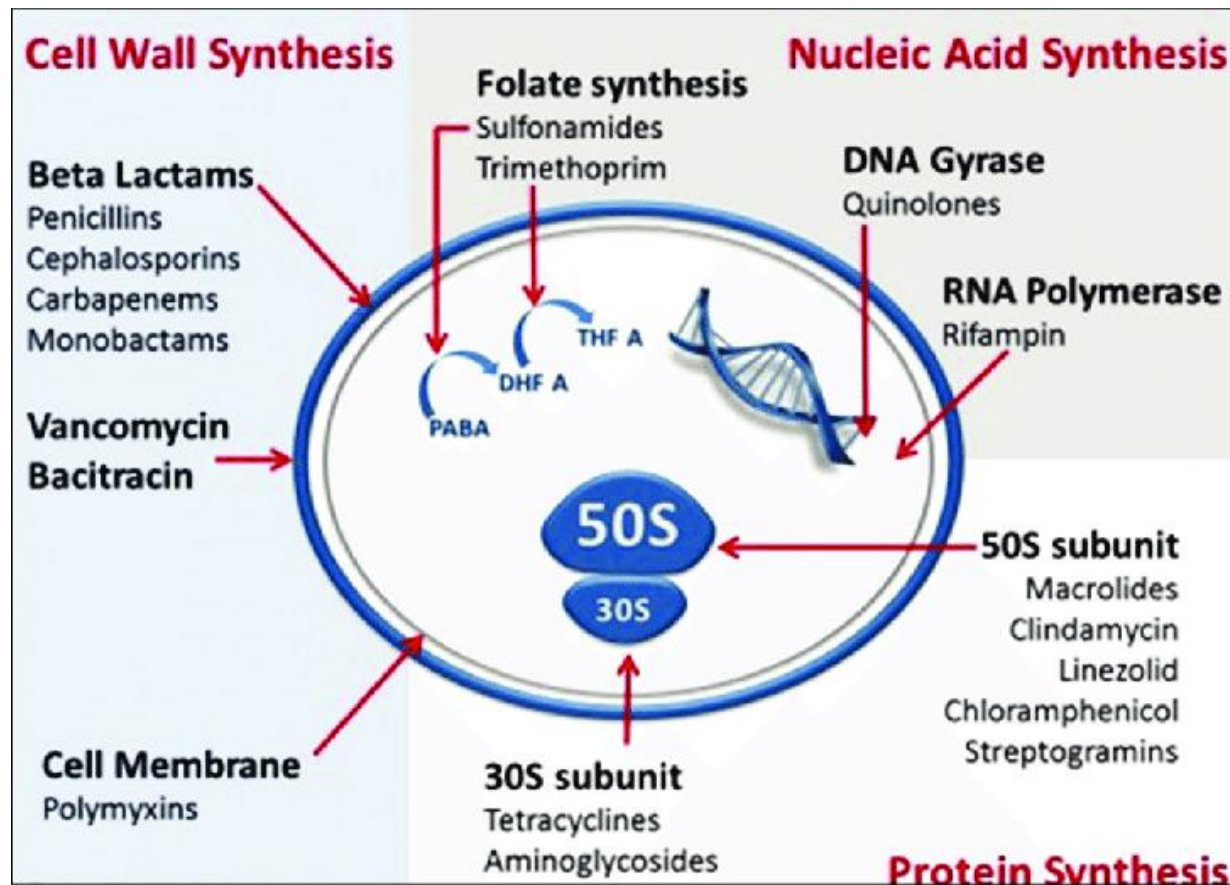 Cell Wall Synthesis
Nucleic Acid Synthesis
Folate synthesis
Sulfonamides
Trimethoprim
Beta Lactams
Penicillins
Cephalosporins
Carbapenems
Monobactams
DNA Gyrase
Quinolones
RNA Polymerase
Rifampin
THF A
DHF A
PABA
Vancomycin
Bacitracin
50S
30S
50S subunit
Macrolides
Clindamycin
Linezolid
Chloramphenicol
Streptogramins
Cell Membrane
Polymyxins
30S subunit
Tetracyclines
Aminoglycosides
Protein Synthesis